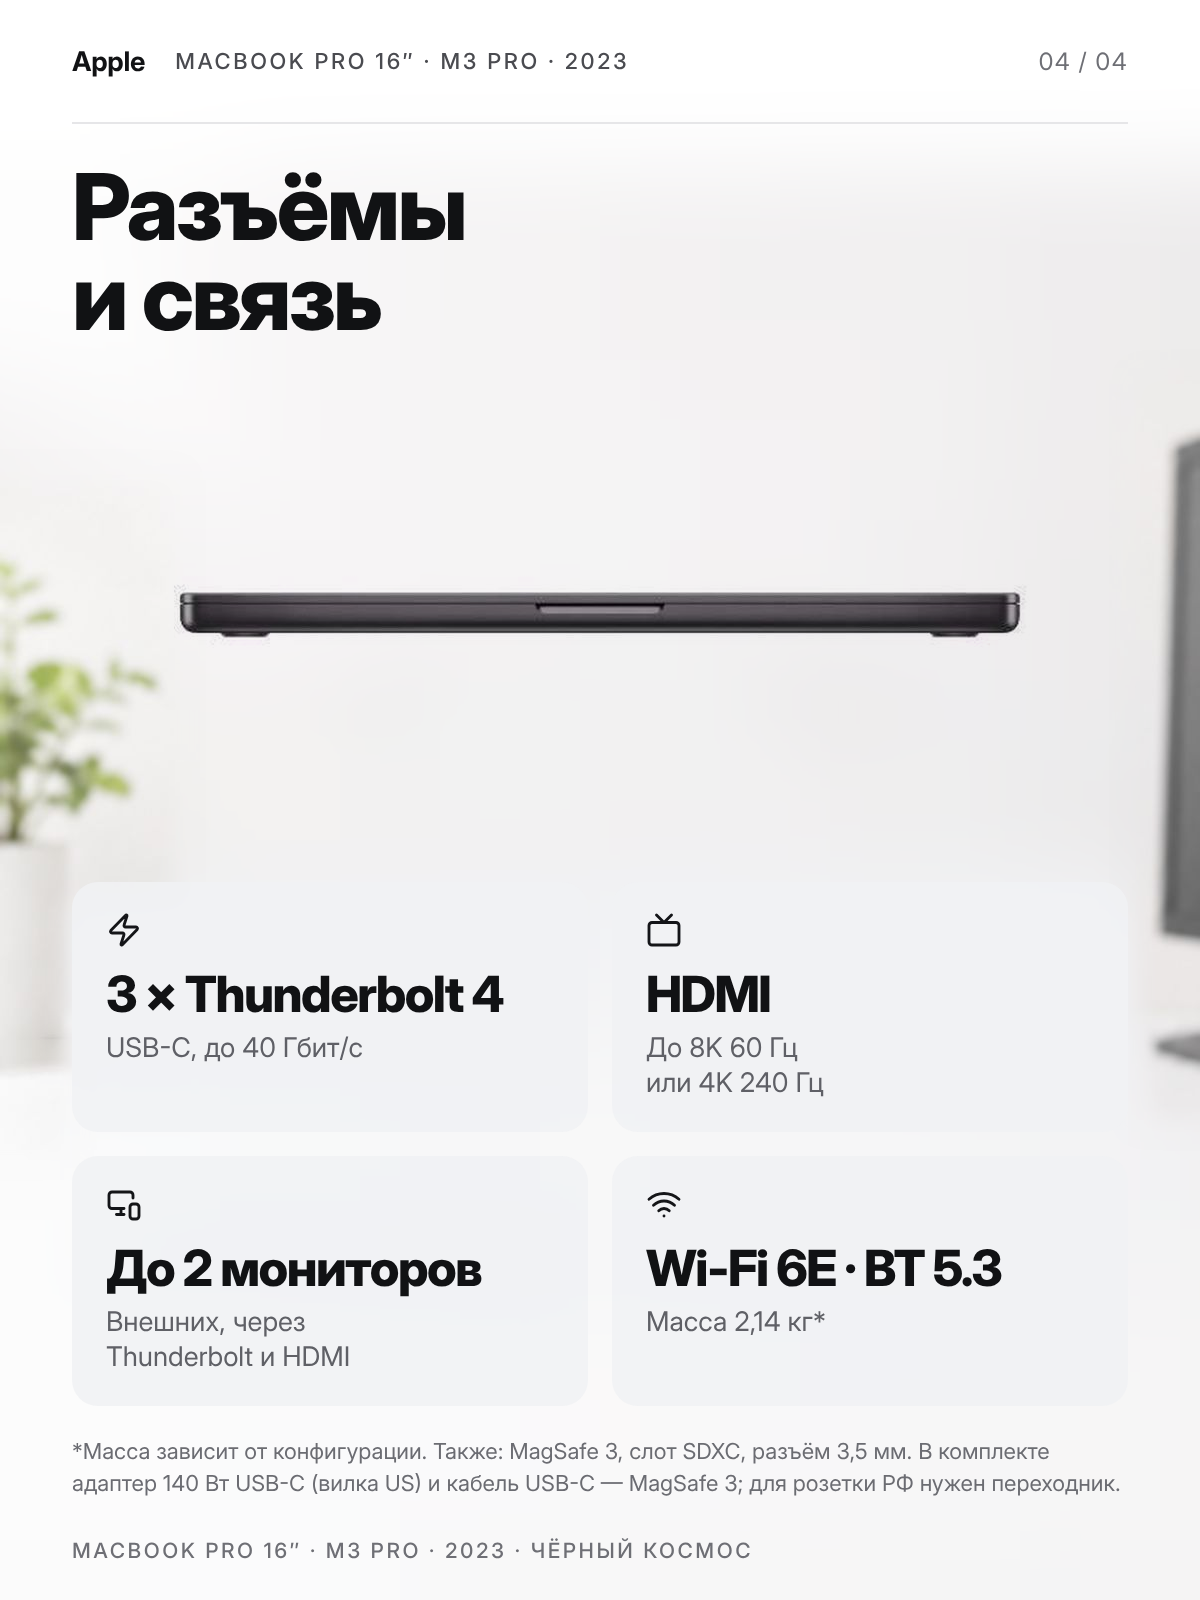 Apple MACBOOK PRO 16″ · M3 PRO · 2023 04 / 04
Разъёмы
и связь
3 × Thunderbolt 4
USB-C, до 40 Гбит/с
HDMI
До 8K 60 Гц
или 4K 240 Гц
До 2 мониторов
Внешних, через
Thunderbolt и HDMI
Wi-Fi 6E · BT 5.3
Масса 2,14 кг*
*Масса зависит от конфигурации. Также: MagSafe 3, слот SDXC, разъём 3,5 мм. В комплекте
адаптер 140 Вт USB-C (вилка US) и кабель USB-C — MagSafe 3; для розетки РФ нужен переходник.
MACBOOK PRO 16″ · M3 PRO · 2023 · ЧЁРНЫЙ КОСМОС